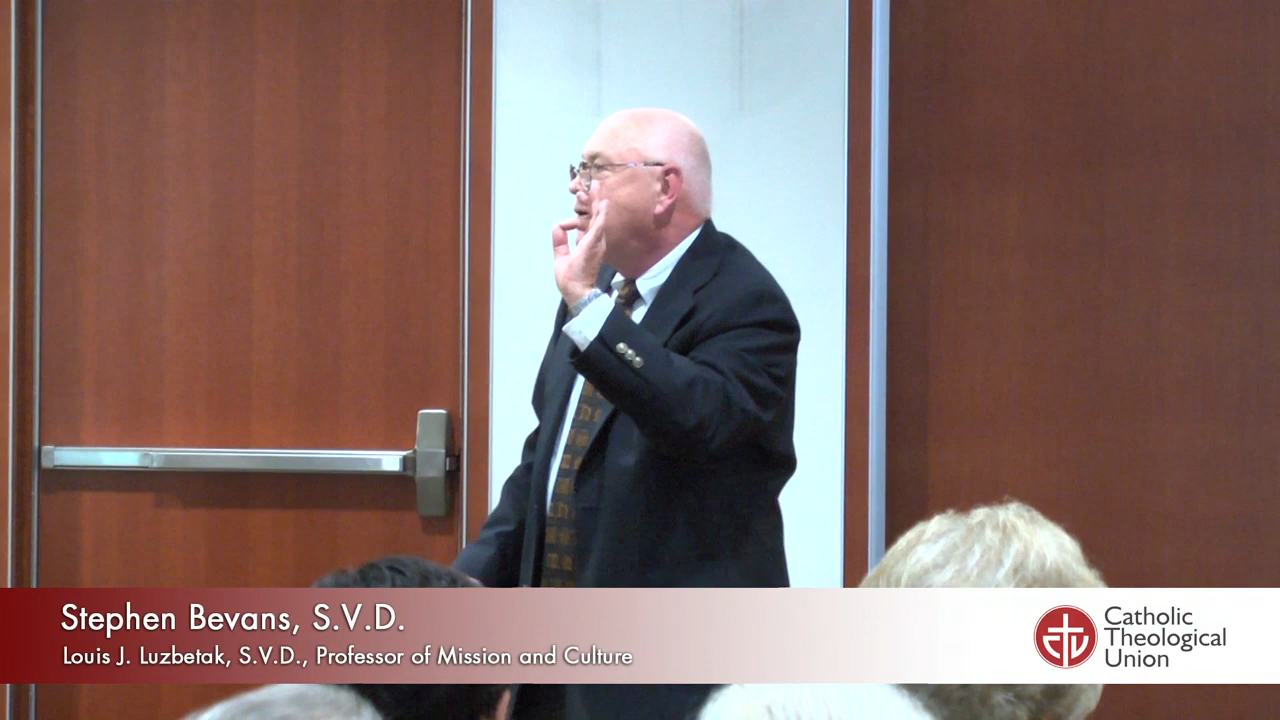 Stephen Bevans, S.V.D.
Louis J. Luzbetak, S.V.D., Professor of Mission and Culture
Catholic
Theological
Union